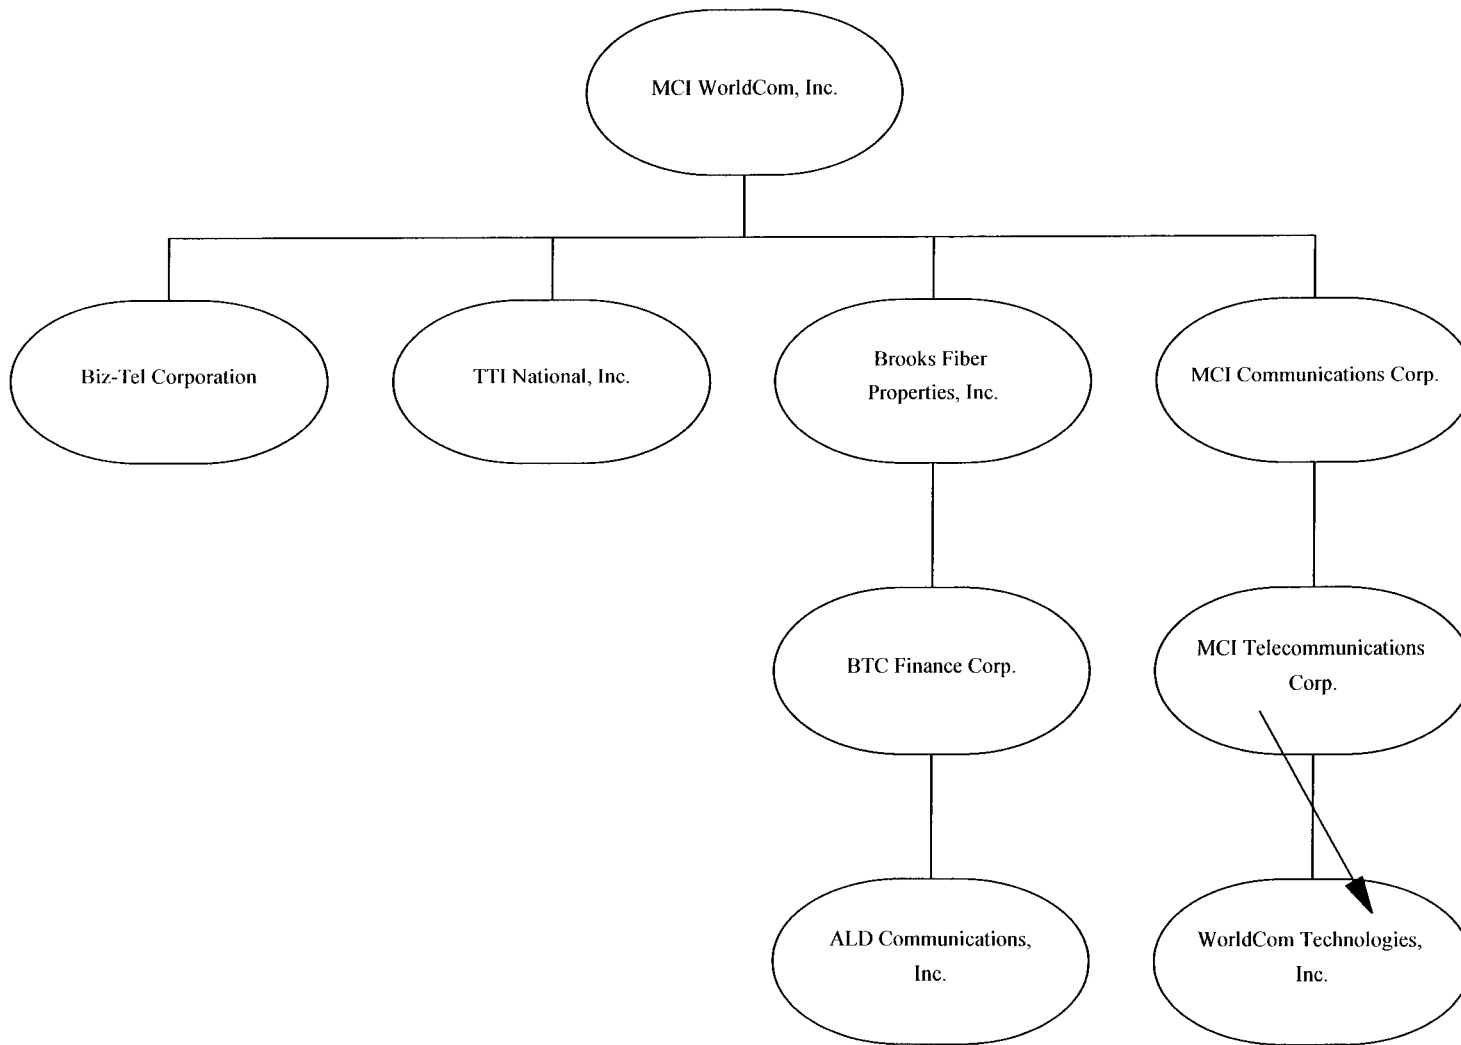 MCI WorldCom, Inc.
Biz-Tel Corporation
TTI National, Inc.
Brooks Fiber
Properties, Inc.
MCI Communications Corp.
BTC Finance Corp.
MCI Telecommunications
Corp.
ALD Communications,
Inc.
WorldCom Technologies,
Inc.